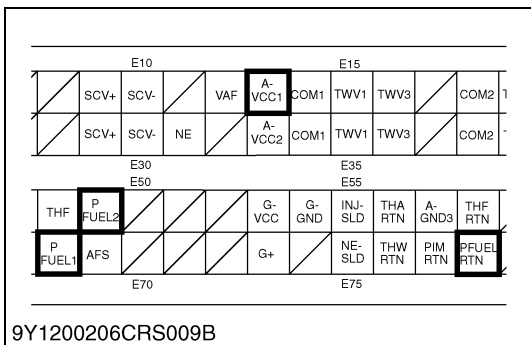 E10 E15
SCV+ SCV- VAF A-VCC1 COM1 TWV1 TWV3 COM2
SCV+ SCV- NE A-VCC2 COM1 TWV1 TWV3 COM2
E30 E35
E50 E55
THF P FUEL2 G-VCC G-GND INJ-SLD THA RTN A-GND3 THF RTN
P FUEL1 AFS G+ NE-SLD THW RTN PIM RTN PFUEL RTN
E70 E75
9Y1200206CRS009B